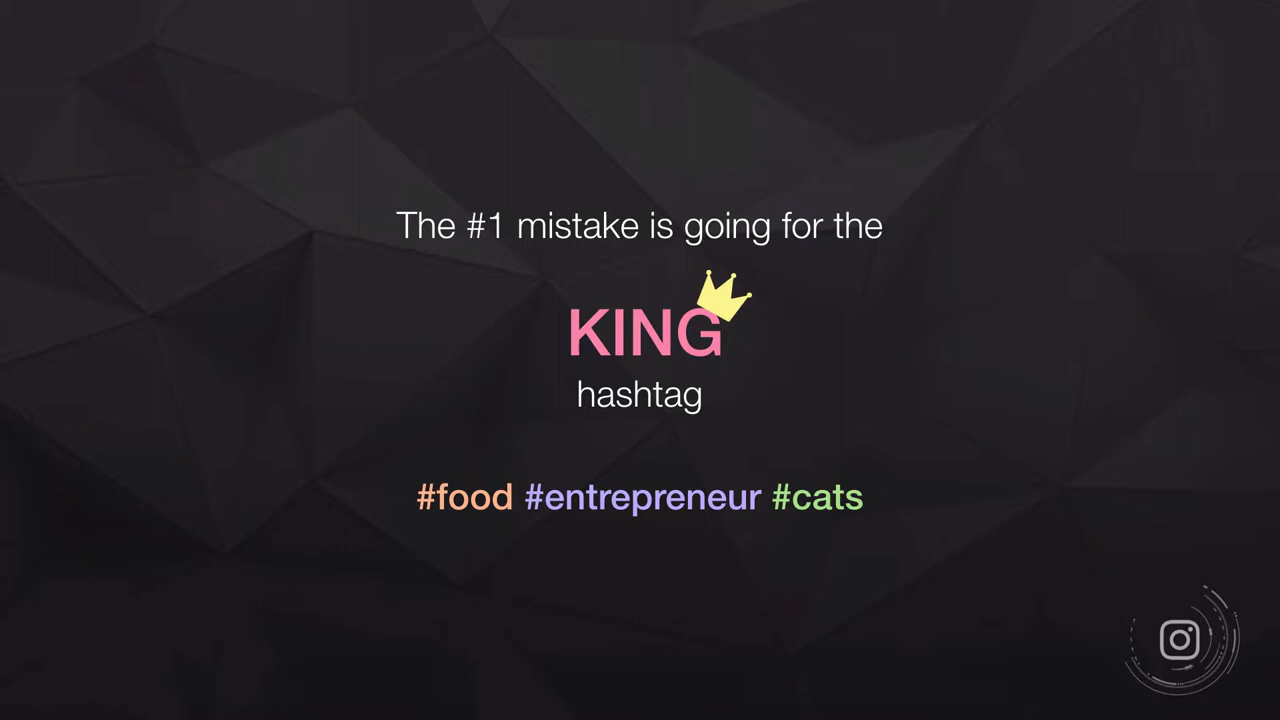 The #1 mistake is going for the
KING
hashtag
#food #entrepreneur #cats